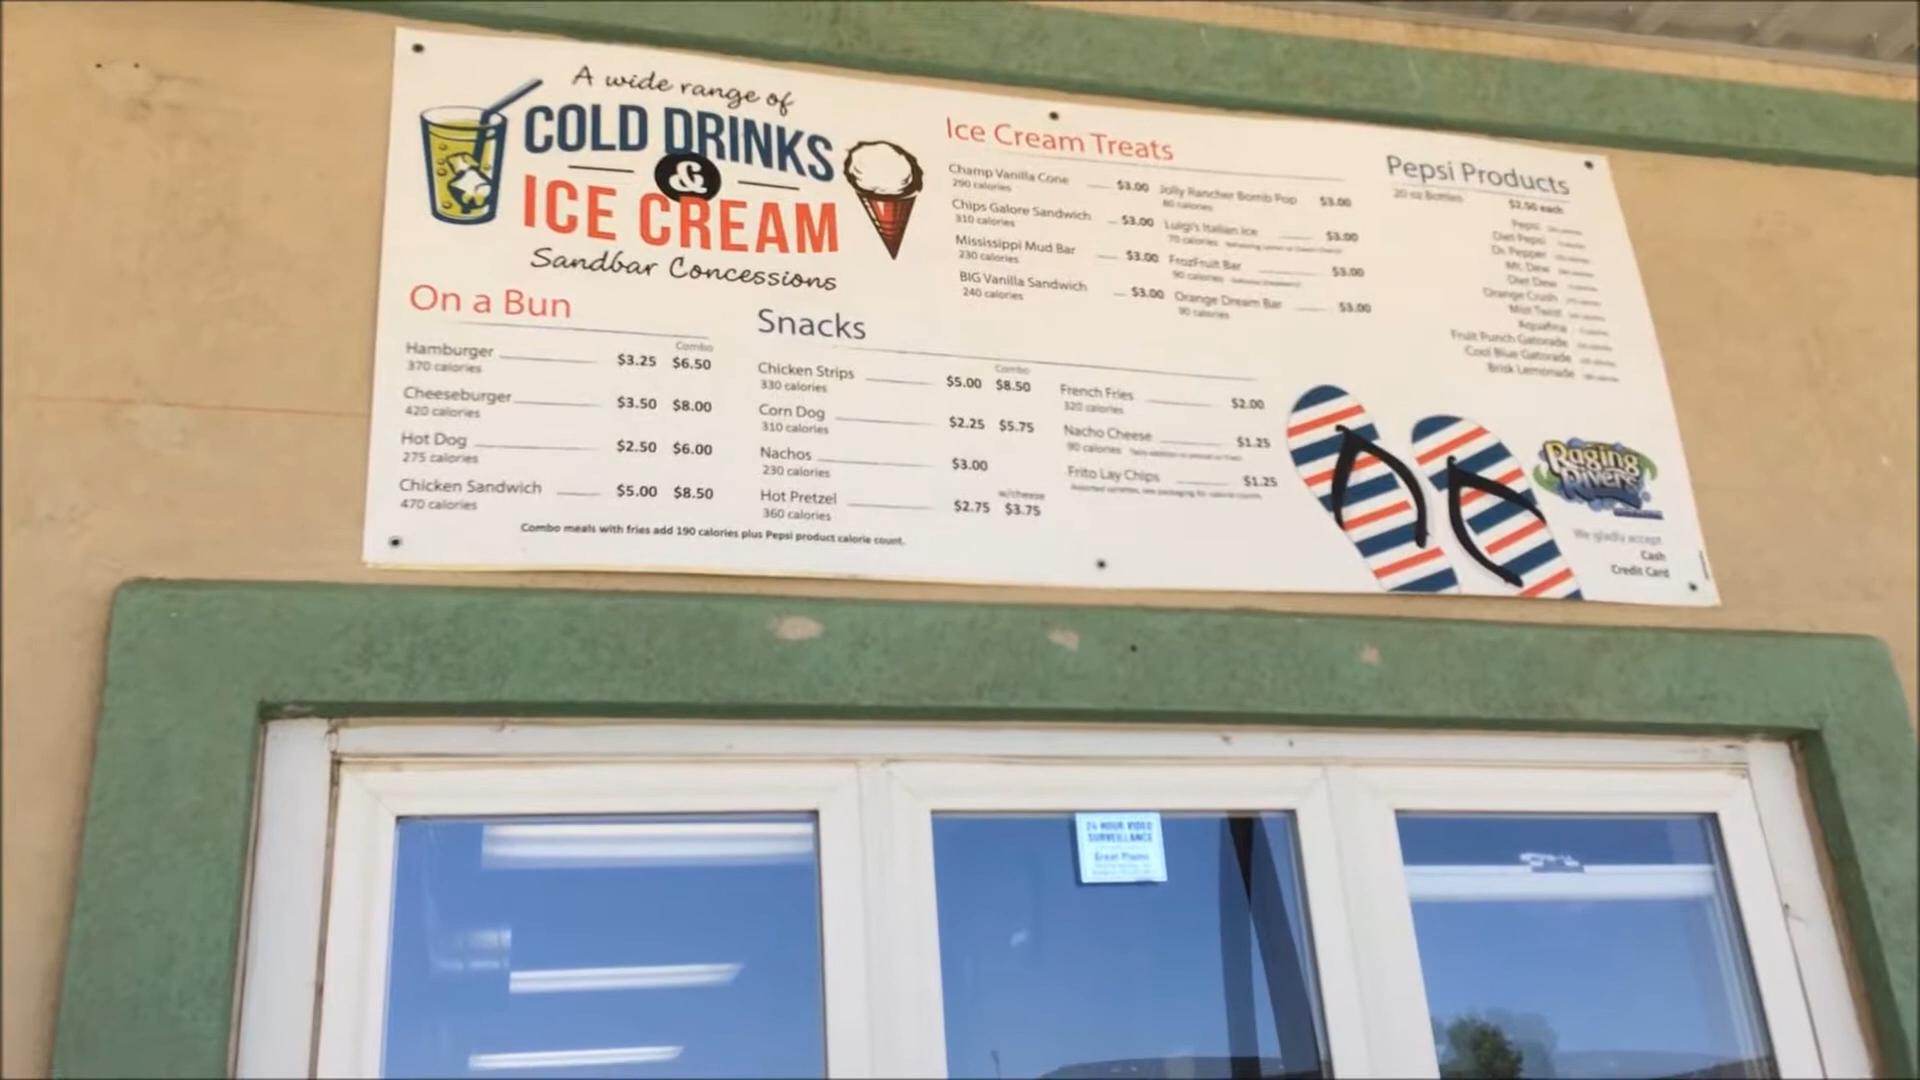 A wide range of
COLD DRINKS
&
ICE CREAM
Sandbar Concessions
On a Bun
Combo
Hamburger $3.25 $6.50
370 calories
Cheeseburger $3.50 $8.00
420 calories
Hot Dog $2.50 $6.00
275 calories
Chicken Sandwich $5.00 $8.50
470 calories
Snacks
Combo
Chicken Strips $5.00 $8.50
330 calories
Corn Dog $2.25 $5.75
310 calories
Nachos $3.00
230 calories
w/cheese
Hot Pretzel $2.75 $3.75
360 calories
French Fries $2.00
320 calories
Nacho Cheese $1.25
90 calories
Frito Lay Chips $1.25
Combo meals with fries add 190 calories plus Pepsi product calorie count.
Ice Cream Treats
Champ Vanilla Cone $3.00
290 calories
Chips Galore Sandwich $3.00
310 calories
Mississippi Mud Bar $3.00
230 calories
BIG Vanilla Sandwich $3.00
240 calories
Jolly Rancher Bomb Pop $3.00
80 calories
Luigi's Italian Ice $3.00
70 calories
FrozFruit Bar $3.00
90 calories
Orange Dream Bar $3.00
90 calories
Pepsi Products
20 oz Bottles $2.50 each
Pepsi
Diet Pepsi
Dr. Pepper
Mt. Dew
Diet Dew
Orange Crush
Mist Twist
Aquafina
Fruit Punch Gatorade
Cool Blue Gatorade
Brisk Lemonade
Raging
Rivers
We gladly accept
Cash
Credit Card
24 HOUR VIDEO
SURVEILLANCE
Great Plains